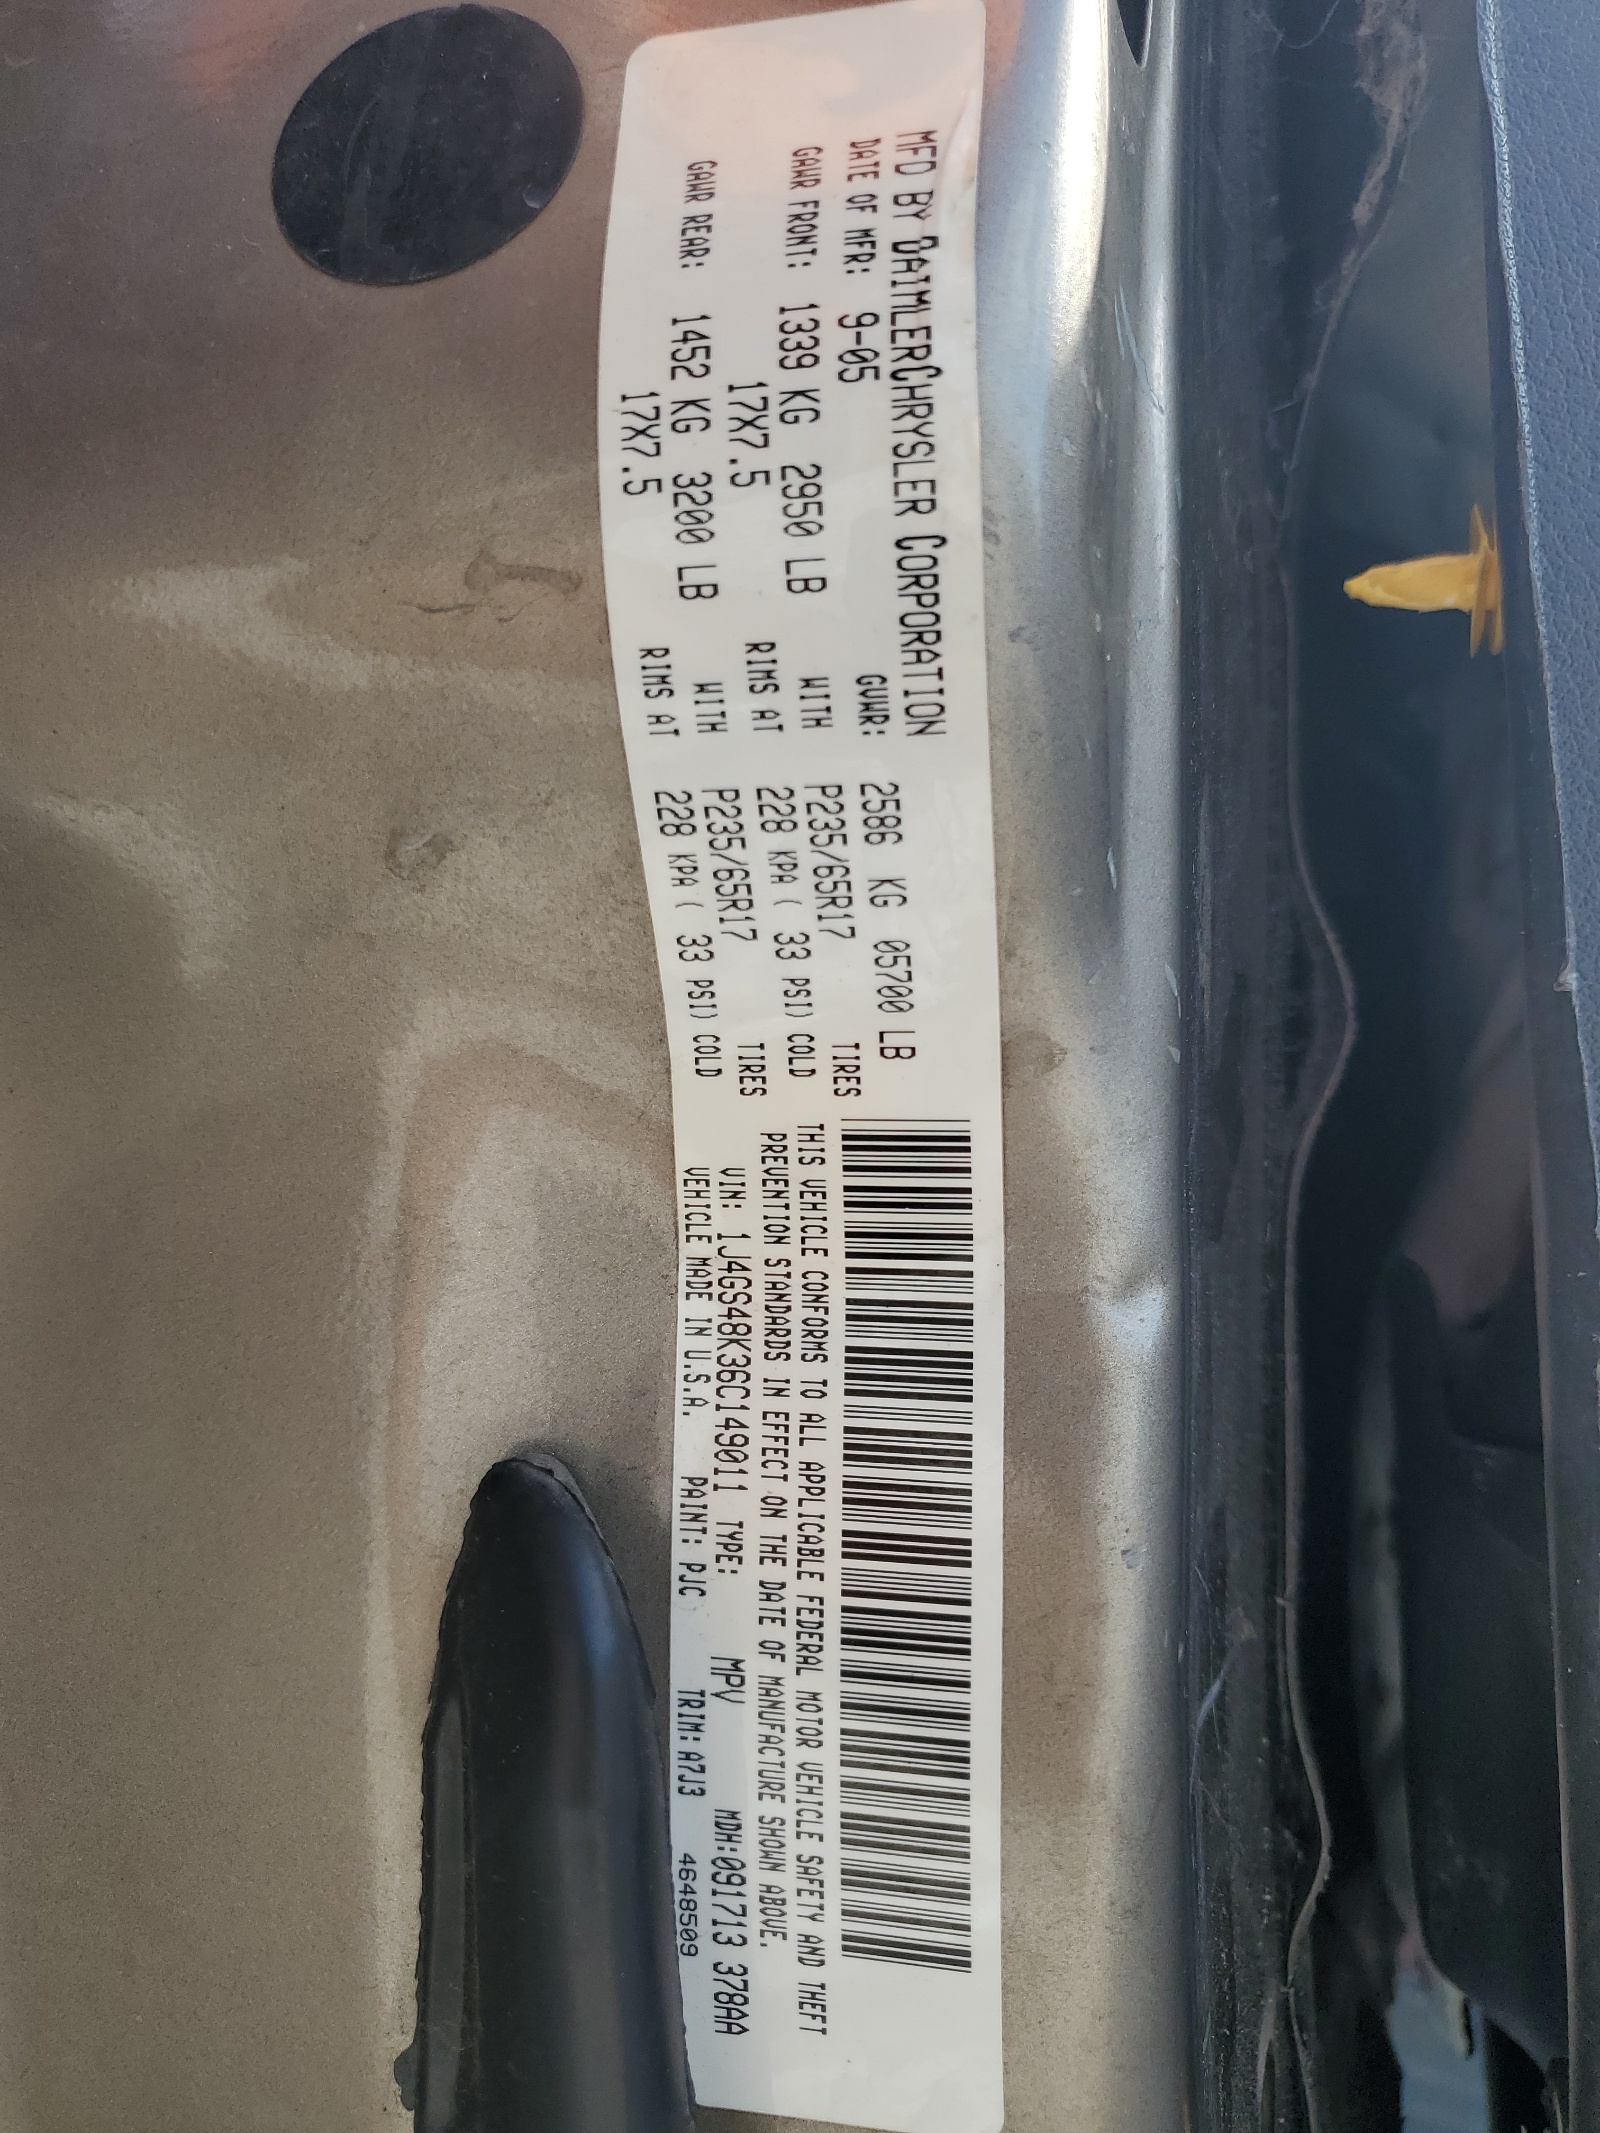 MFD BY DAIMLERCHRYSLER CORPORATION
DATE OF MFR: 9-05 GVWR: 2586 KG 05700 LB
GAWR FRONT: 1339 KG 2950 LB WITH P235/65R17 TIRES
17X7.5 RIMS AT 228 KPA ( 33 PSI) COLD
GAWR REAR: 1452 KG 3200 LB WITH P235/65R17 TIRES
17X7.5 RIMS AT 228 KPA ( 33 PSI) COLD
THIS VEHICLE CONFORMS TO ALL APPLICABLE FEDERAL MOTOR VEHICLE SAFETY AND THEFT
PREVENTION STANDARDS IN EFFECT ON THE DATE OF MANUFACTURE SHOWN ABOVE.
VIN: 1J4GS48K36C149011 TYPE: MPV MDH:091713 378AA
VEHICLE MADE IN U.S.A. PAINT: PJC TRIM:A7J3 4648509